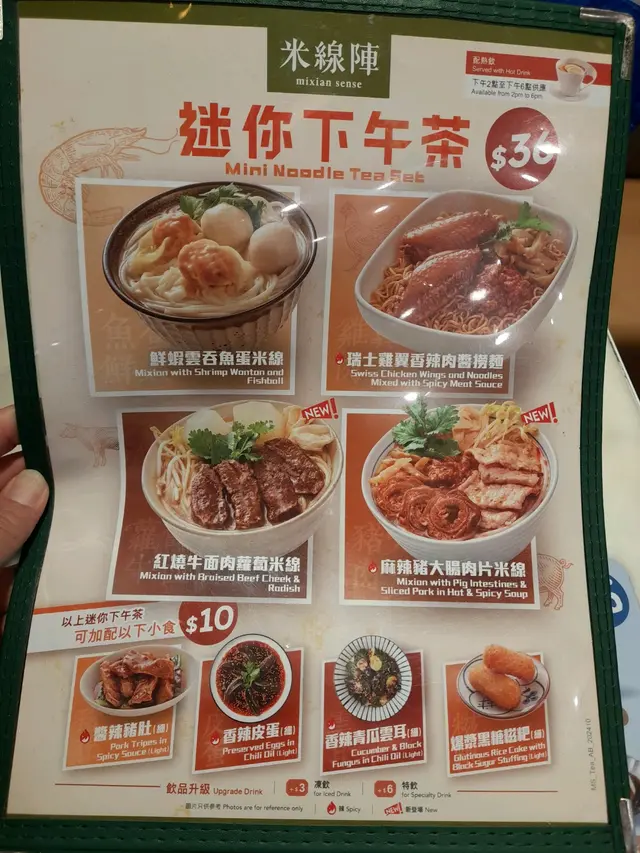 米線陣
mixian sense
配熱飲
Served with Hot Drink
下午2點至下午6點供應
Available from 2pm to 6pm
迷你下午茶
Mini Noodle Tea Set
$36
鮮蝦雲吞魚蛋米線
Mixian with Shrimp Wonton and
Fishball
瑞士雞翼香辣肉醬撈麵
Swiss Chicken Wings and Noodles
Mixed with Spicy Meat Sauce
NEW!
紅燒牛面肉蘿蔔米線
Mixian with Braised Beef Cheek &
Radish
NEW!
麻辣豬大腸肉片米線
Mixian with Pig Intestines &
Sliced Pork in Hot & Spicy Soup
以上迷你下午茶
可加配以下小食
$10
醬辣豬肚(細)
Pork Tripes in
Spicy Sauce (Light)
香辣皮蛋(細)
Preserved Eggs in
Chili Oil (Light)
香辣青瓜雲耳(細)
Cucumber & Black
Fungus in Chili Oil (Light)
爆漿黑糖糍粑(細)
Glutinous Rice Cake with
Black Sugar Stuffing (Light)
飲品升級 Upgrade Drink
+$3 凍飲
for Iced Drink
+$6 特飲
for Specialty Drink
圖片只供參考 Photos are for reference only
辣 Spicy
NEW! 新登場 New
MS_Tea_AB_202410